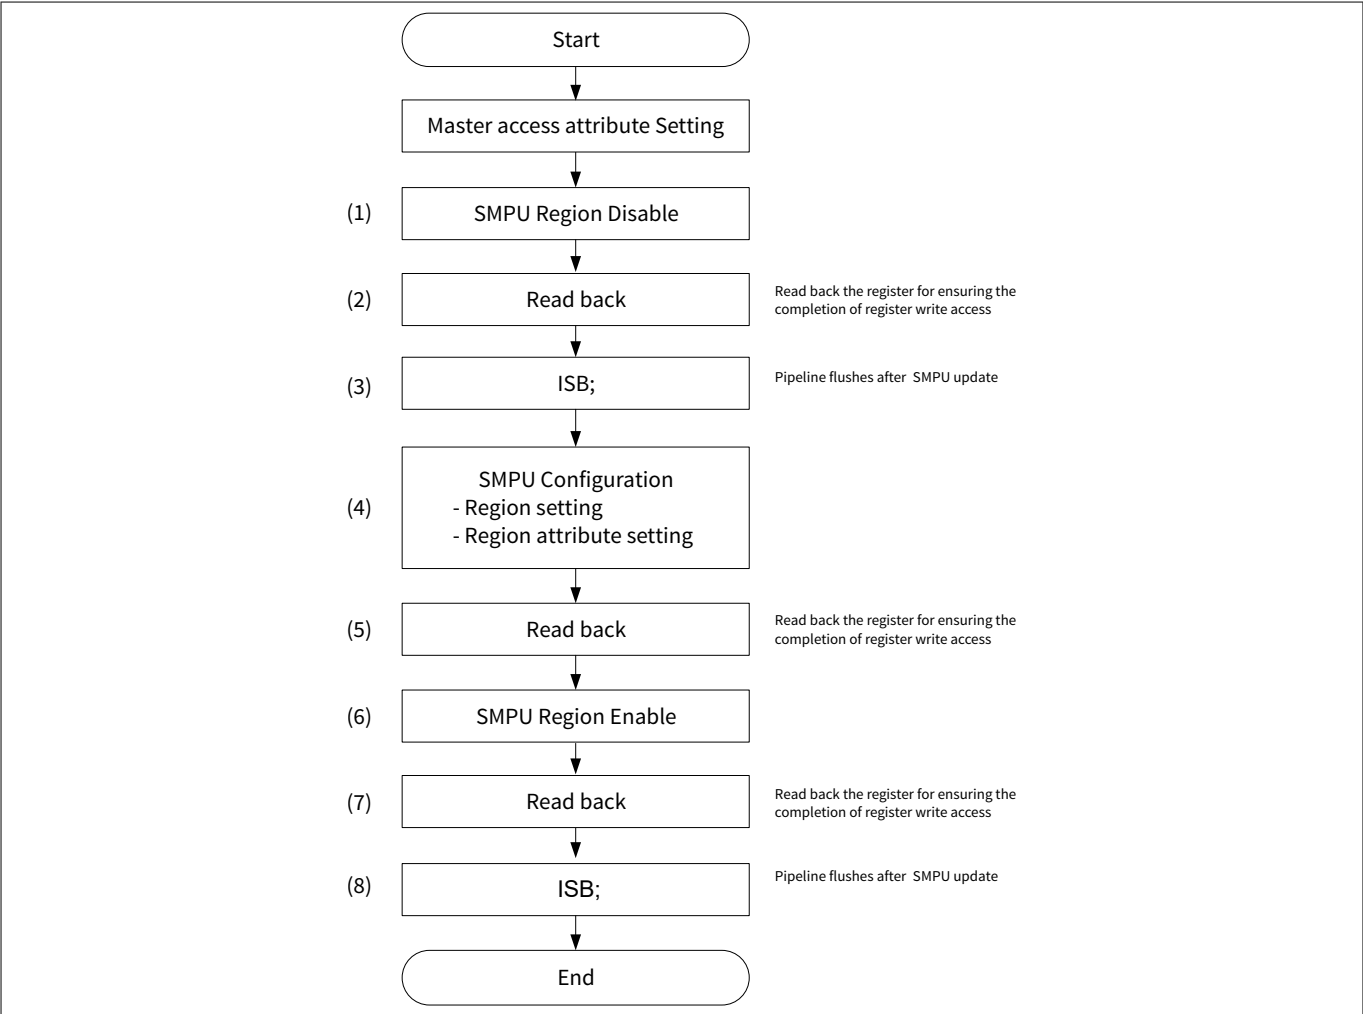 Start
Master access attribute Setting
(1)
SMPU Region Disable
(2)
Read back
Read back the register for ensuring the
completion of register write access
(3)
ISB;
Pipeline flushes after SMPU update
(4)
SMPU Configuration
- Region setting
- Region attribute setting
(5)
Read back
Read back the register for ensuring the
completion of register write access
(6)
SMPU Region Enable
(7)
Read back
Read back the register for ensuring the
completion of register write access
(8)
ISB;
Pipeline flushes after SMPU update
End